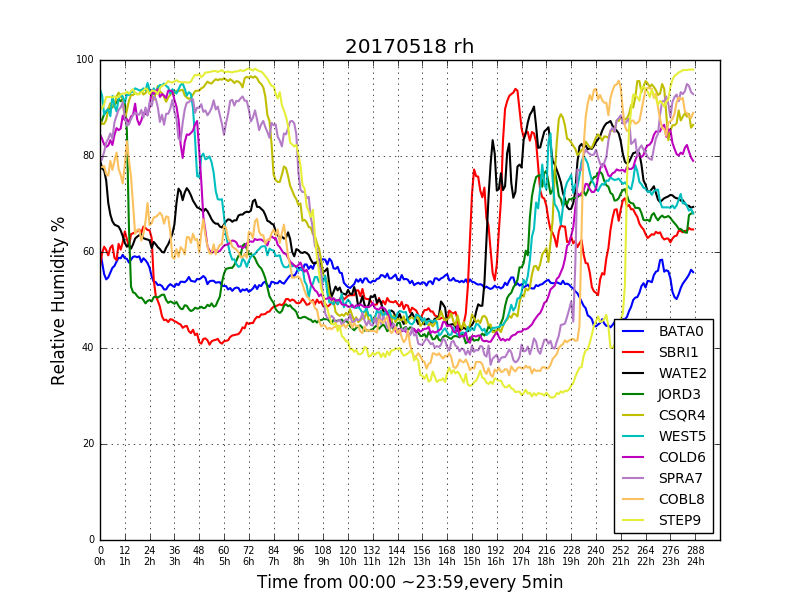 20170518 rh
100
80
60
40
20
0
Relative Humidity %
BATA0
SBRI1
WATE2
JORD3
CSQR4
WEST5
COLD6
SPRA7
COBL8
STEP9
0 12 24 36 48 60 72 84 96 108 120 132 144 156 168 180 192 204 216 228 240 252 264 276 288
0h 1h 2h 3h 4h 5h 6h 7h 8h 9h 10h 11h 12h 13h 14h 15h 16h 17h 18h 19h 20h 21h 22h 23h 24h
Time from 00:00 ~23:59,every 5min